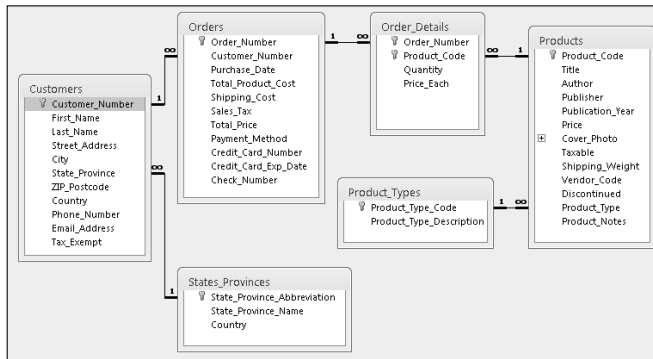 Customers
Customer_Number
First_Name
Last_Name
Street_Address
City
State_Province
ZIP_Postcode
Country
Phone_Number
Email_Address
Tax_Exempt
1
∞
∞
1
Orders
Order_Number
Customer_Number
Purchase_Date
Total_Product_Cost
Shipping_Cost
Sales_Tax
Total_Price
Payment_Method
Credit_Card_Number
Credit_Card_Exp_Date
Check_Number
1
∞
Order_Details
Order_Number
Product_Code
Quantity
Price_Each
∞
1
Products
Product_Code
Title
Author
Publisher
Publication_Year
Price
Cover_Photo
Taxable
Shipping_Weight
Vendor_Code
Discontinued
Product_Type
Product_Notes
Product_Types
Product_Type_Code
Product_Type_Description
1
∞
States_Provinces
State_Province_Abbreviation
State_Province_Name
Country